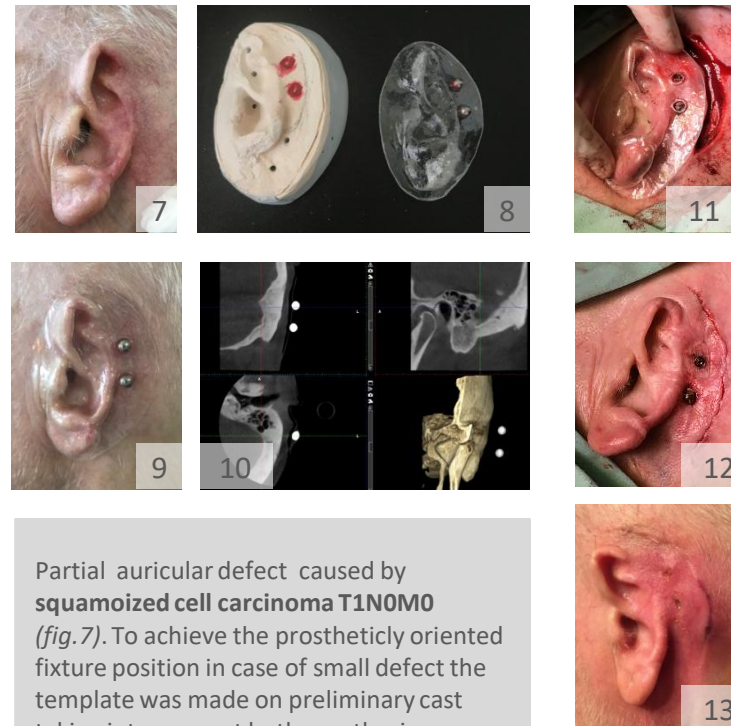 7
8
11
9
10
12
Partial auricular defect caused by
squamoized cell carcinoma T1N0M0
(fig.7). To achieve the prostheticly oriented
fixture position in case of small defect the
template was made on preliminary cast
13